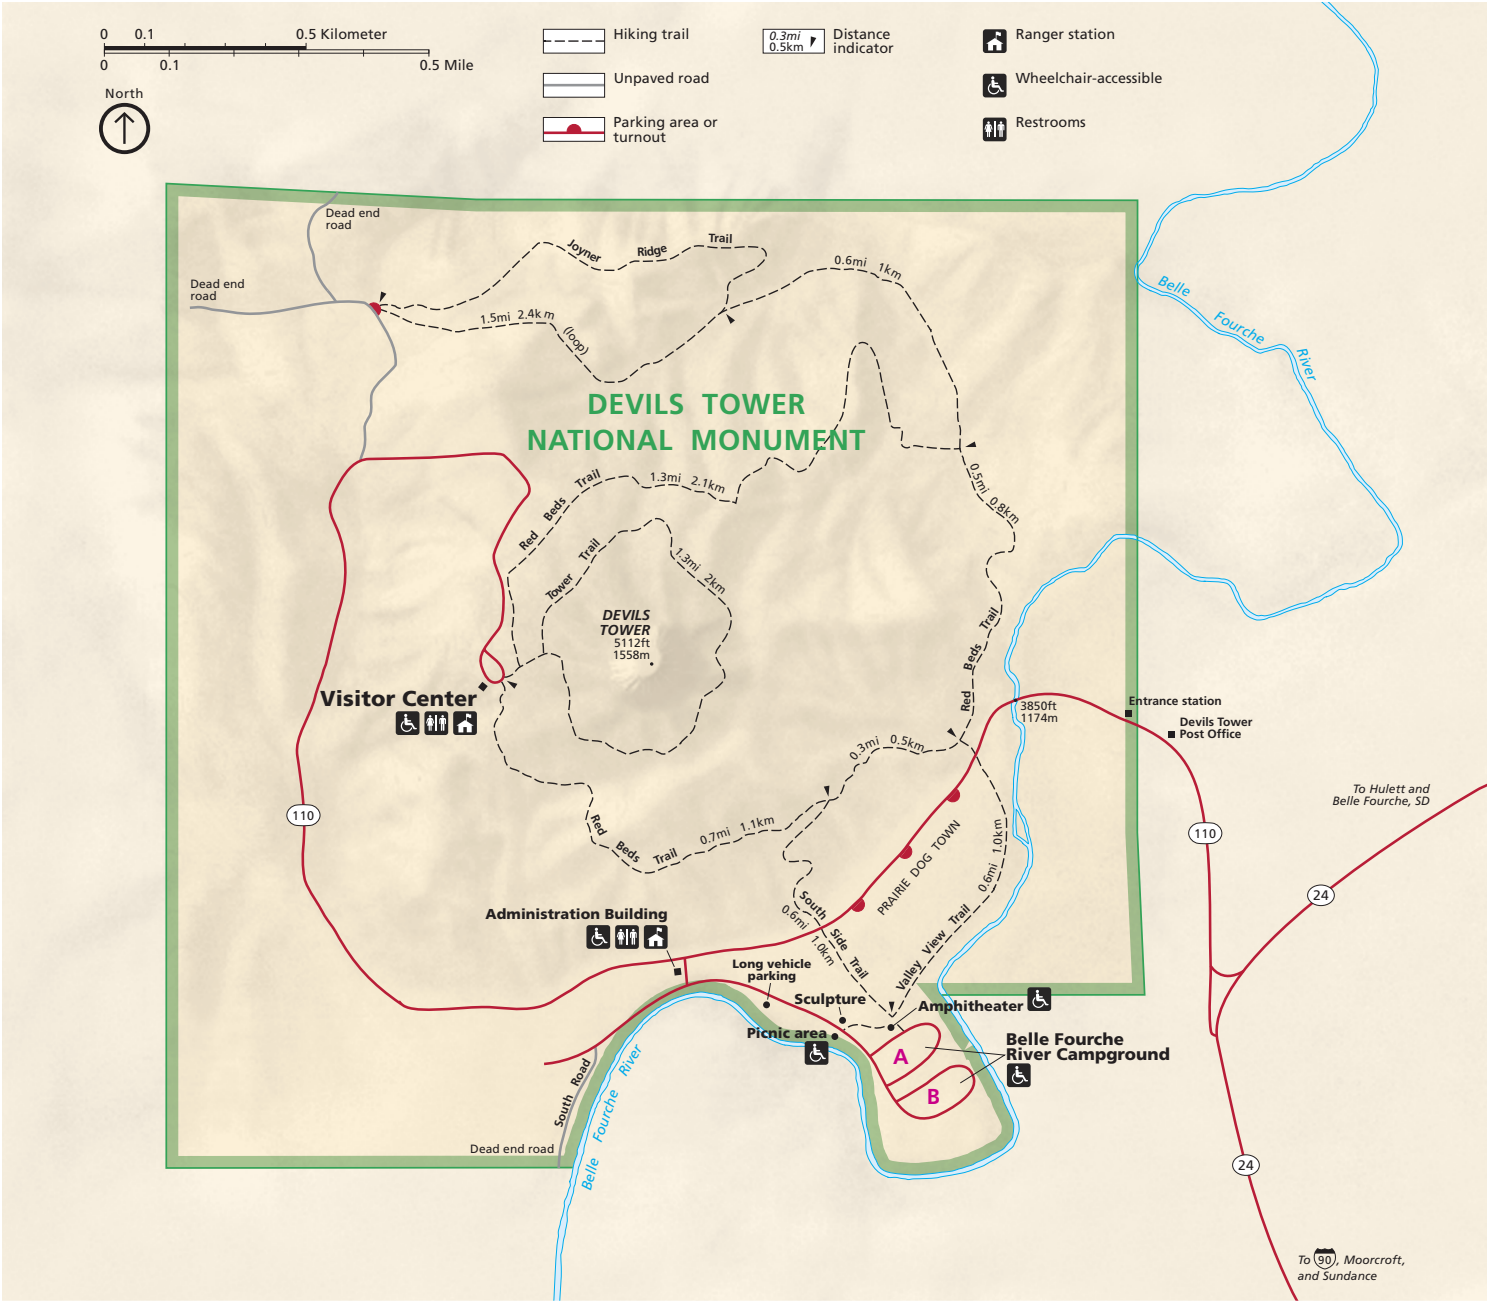 0 0.1 0.5 Kilometer
0 0.1 0.5 Mile
North
Hiking trail
Unpaved road
Parking area or
turnout
0.3mi
0.5km
Distance
indicator
Ranger station
Wheelchair-accessible
Restrooms
Dead end
road
Dead end
road
Joyner Ridge Trail
1.5mi 2.4km (loop)
0.6mi 1km
Belle Fourche River
DEVILS TOWER
NATIONAL MONUMENT
Red Beds Trail
1.3mi 2.1km
0.5mi 0.8km
Tower Trail
1.3mi 2km
DEVILS
TOWER
5112ft
1558m
Red Beds Trail
Visitor Center
3850ft
1174m
Entrance station
Devils Tower
Post Office
0.3mi 0.5km
To Hulett and
Belle Fourche, SD
110
110
Red Beds Trail
0.7mi 1.1km
PRAIRIE DOG TOWN
0.6mi 1.0km
24
South Side Trail
0.6mi 1.0km
Valley View Trail
Administration Building
Long vehicle
parking
Sculpture
Amphitheater
Picnic area
Belle Fourche
River Campground
A
B
South Road
Dead end road
Belle Fourche River
24
To 90, Moorcroft,
and Sundance